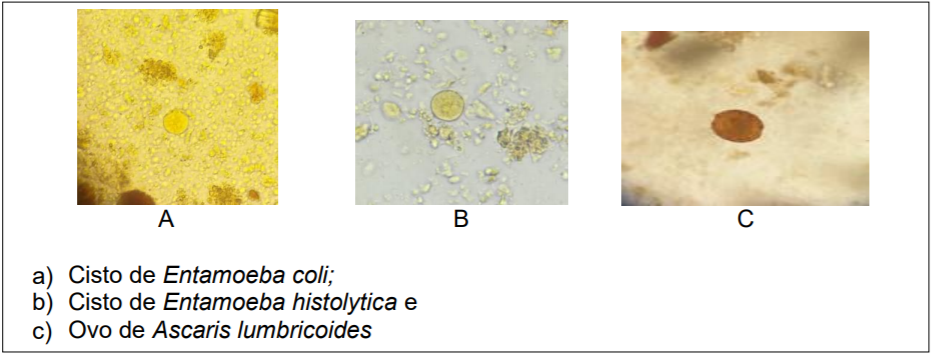 A
B
C
a) Cisto de Entamoeba coli;
b) Cisto de Entamoeba histolytica e
c) Ovo de Ascaris lumbricoides